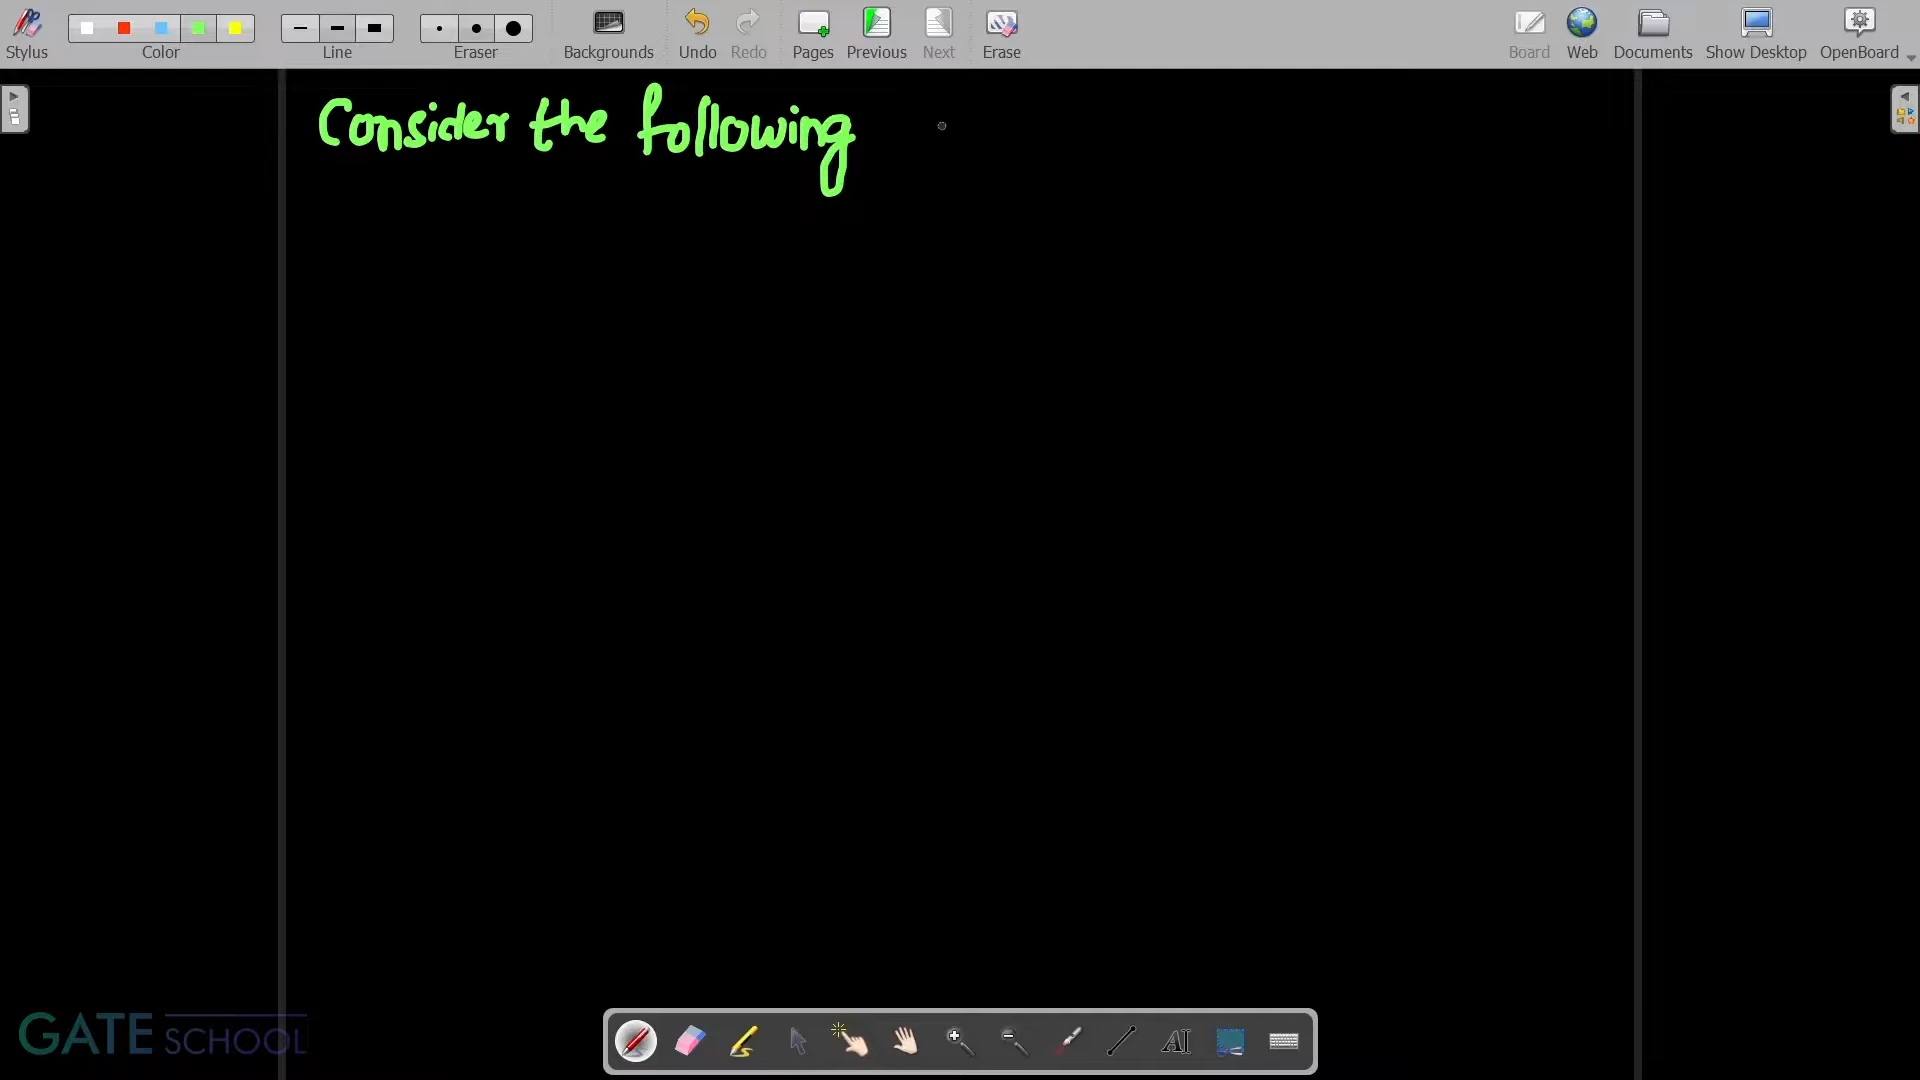 Stylus Color Line Eraser Backgrounds Undo Redo Pages Previous Next Erase Board Web Documents Show Desktop OpenBoard
Consider the following
AI
GATE SCHOOL